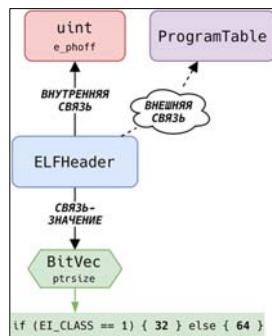 uint
e_phoff
ProgramTable
ВНУТРЕННЯЯ
СВЯЗЬ
ВНЕШНЯЯ
СВЯЗЬ
ELFHeader
СВЯЗЬ-
ЗНАЧЕНИЕ
BitVec
ptrsize
if (EI_CLASS == 1) { 32 } else { 64 }